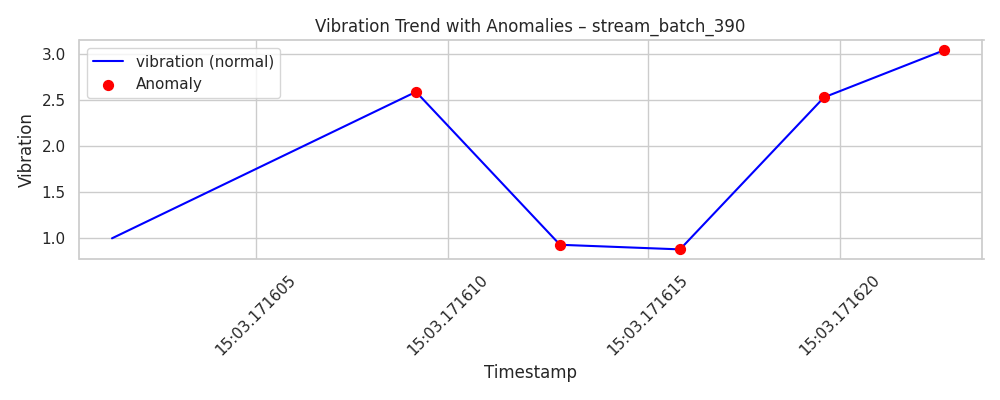 Vibration Trend with Anomalies – stream_batch_390
vibration (normal)
Anomaly
3.0
2.5
2.0
1.5
1.0
Vibration
15:03.171605
15:03.171610
15:03.171615
15:03.171620
Timestamp